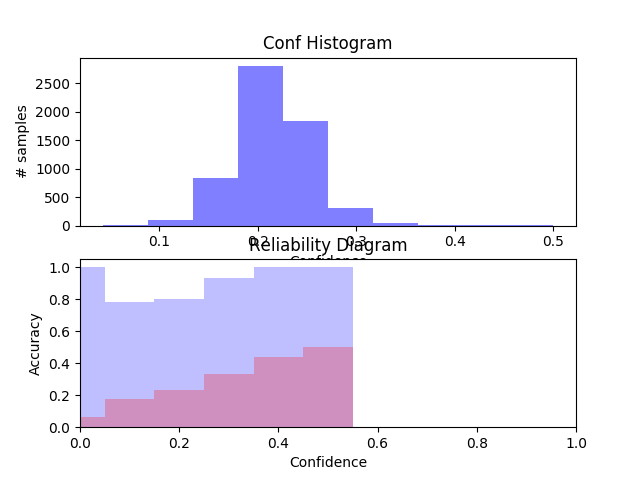 Conf Histogram
# samples
2500
2000
1500
1000
500
0
0.1 0.2 0.3 0.4 0.5
Confidence
Reliability Diagram
Accuracy
1.0
0.8
0.6
0.4
0.2
0.0
0.0 0.2 0.4 0.6 0.8 1.0
Confidence